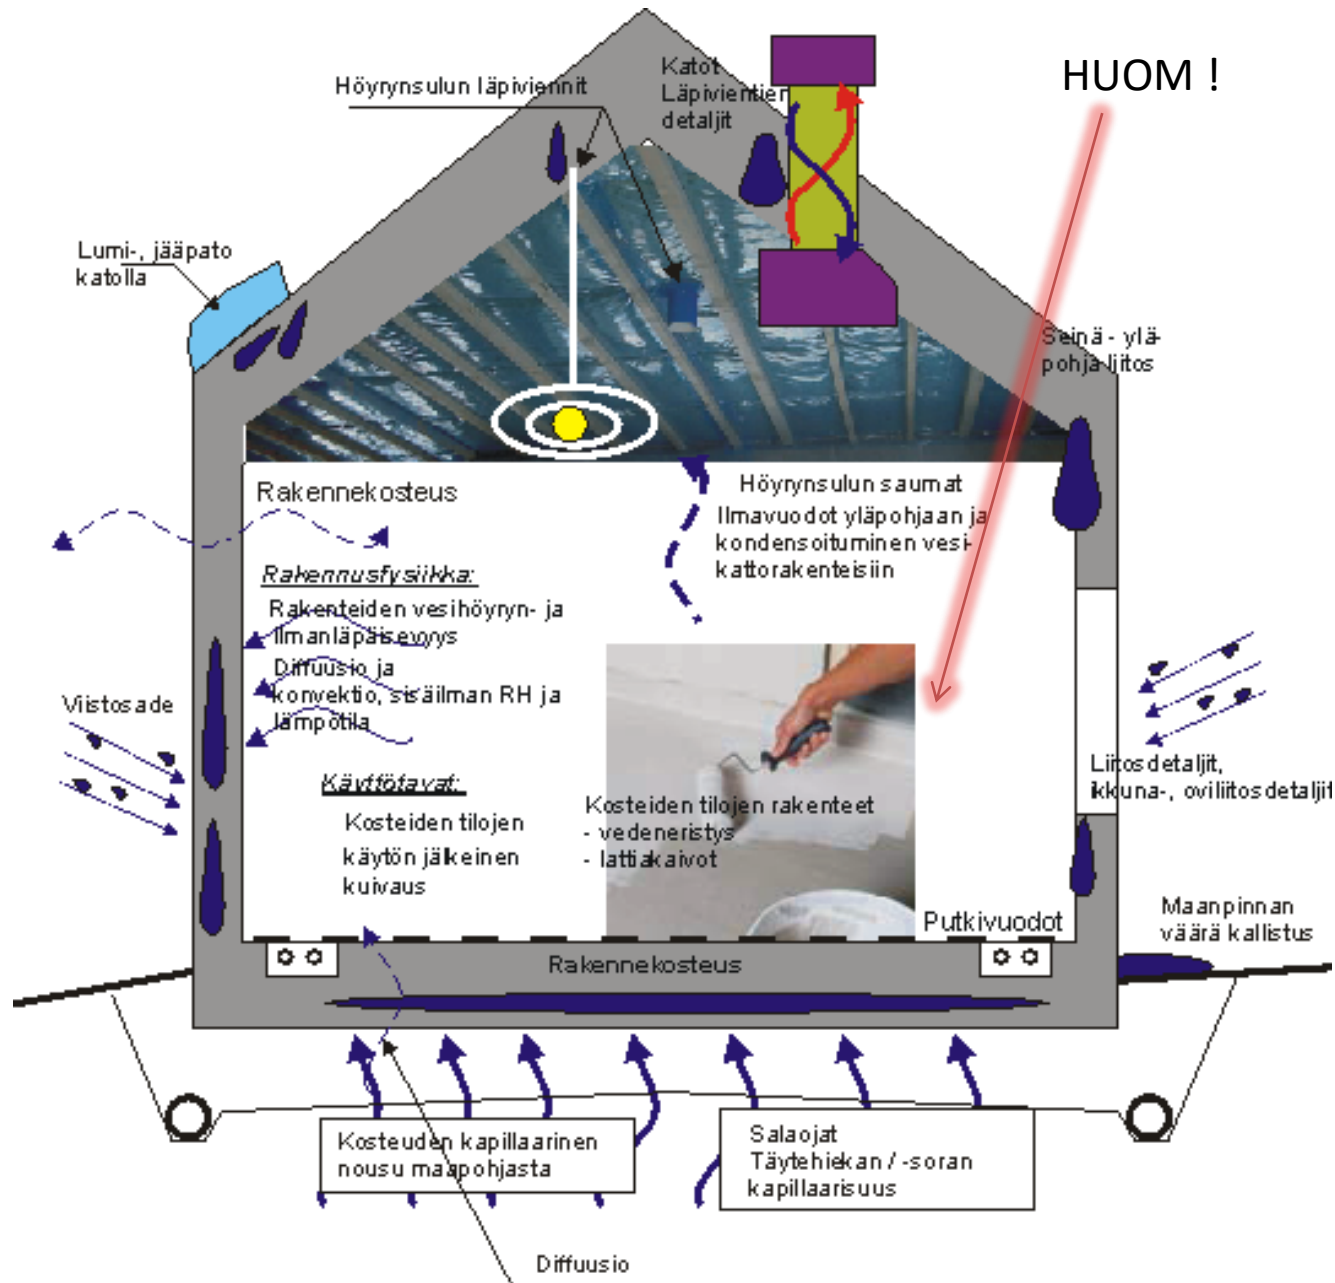 HUOM !
Katot
Läpivientien
detaljit
Höyrynsulun läpiviennit
Lumi-, jääpato
katolla
Seinä - ylä-
pohja-liitos
Rakennekosteus
Höyrynsulun saumat
Ilmavuodot yläpohjaan ja
kondensoituminen vesi-
kattorakenteisiin
Rakennusfysiikka:
Rakenteiden vesihöyryn- ja
ilmanläpäisevyys
Diffuusio ja
konvektio, sisäilman RH ja
lämpötila
Viistosade
Liitosdetaljit,
ikkuna-, oviliitosdetaljit
Käyttötavat:
Kosteiden tilojen
käytön jälkeinen
kuivaus
Kosteiden tilojen rakenteet
- vedeneristys
- lattiakaivot
Putkivuodot
Maanpinnan
väärä kallistus
Rakennekosteus
Kosteuden kapillaarinen
nousu maapohjasta
Salaojat
Täytehiekan / -soran
kapillaarisuus
Diffuusio